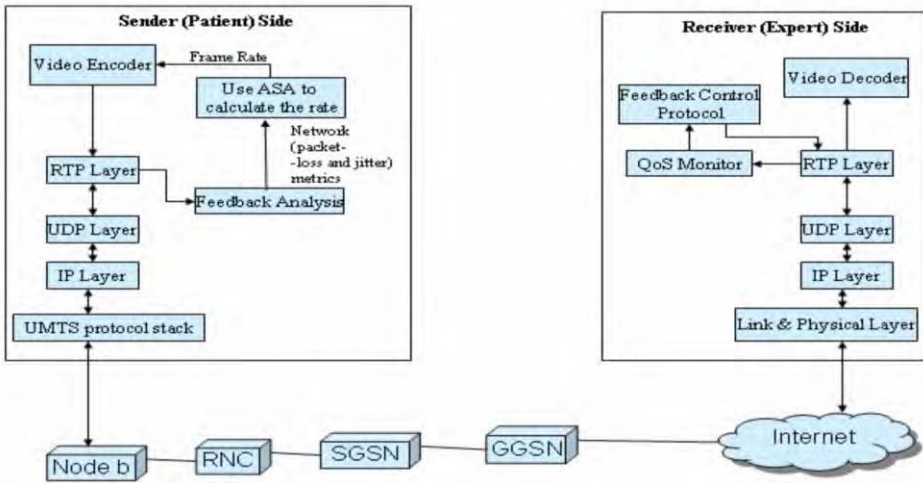 Sender (Patient) Side
Video Encoder
Frame Rate
Use ASA to
calculate the rate
Network
(packet-
-loss and jitter)
metrics
RTP Layer
Feedback Analysis
UDP Layer
IP Layer
UMTS protocol stack
Receiver (Expert) Side
Video Decoder
Feedback Control
Protocol
QoS Monitor
RTP Layer
UDP Layer
IP Layer
Link & Physical Layer
Node b
RNC
SGSN
GGSN
Internet